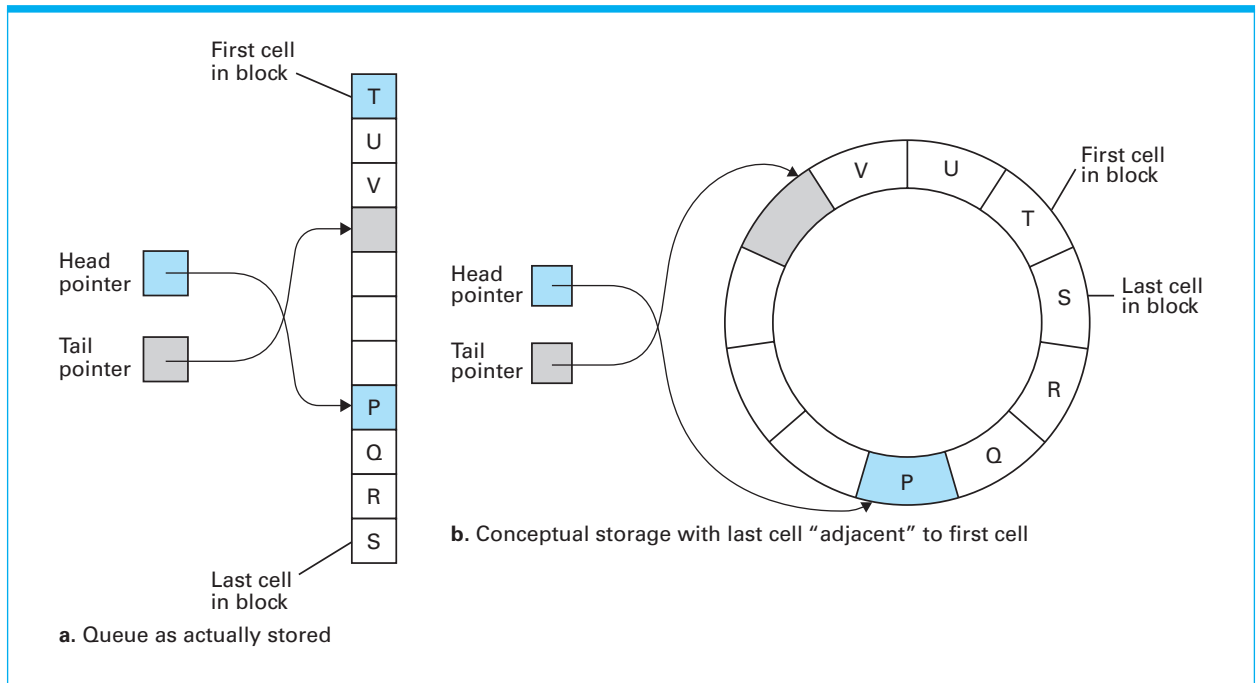 First cell
in block
T
U
V
P
Q
R
S
Head
pointer
Tail
pointer
Last cell
in block
a. Queue as actually stored
V
U
T
S
R
Q
P
First cell
in block
Last cell
in block
Head
pointer
Tail
pointer
b. Conceptual storage with last cell “adjacent” to first cell